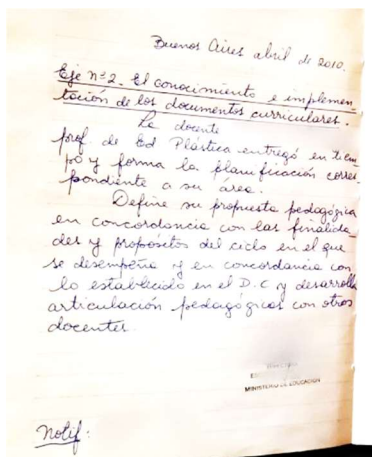 Buenos Aires abril de 2010.
Eje nº 2. El conocimiento e implemen-
tación de los documentos curriculares.
La docente
prof. de Ed Plástica entregó en tiem-
po y forma la planificación corres-
pondiente a su área.
Define su propuesta pedagógica
en concordancia con las finalida-
des y propósitos del ciclo en el que
se desempeña y en concordancia con
lo establecido en el D.C y desarrolla
articulación pedagógicas con otros
docentes.
MINISTERIO DE EDUCACION
Notif: